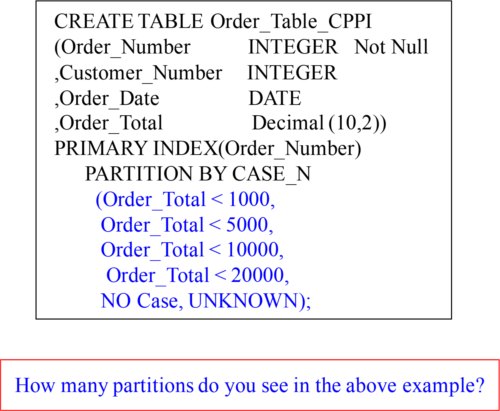 CREATE TABLE Order_Table_CPPI
(Order_Number INTEGER Not Null
,Customer_Number INTEGER
,Order_Date DATE
,Order_Total Decimal (10,2))
PRIMARY INDEX(Order_Number)
PARTITION BY CASE_N
(Order_Total < 1000,
Order_Total < 5000,
Order_Total < 10000,
Order_Total < 20000,
NO Case, UNKNOWN);
How many partitions do you see in the above example?